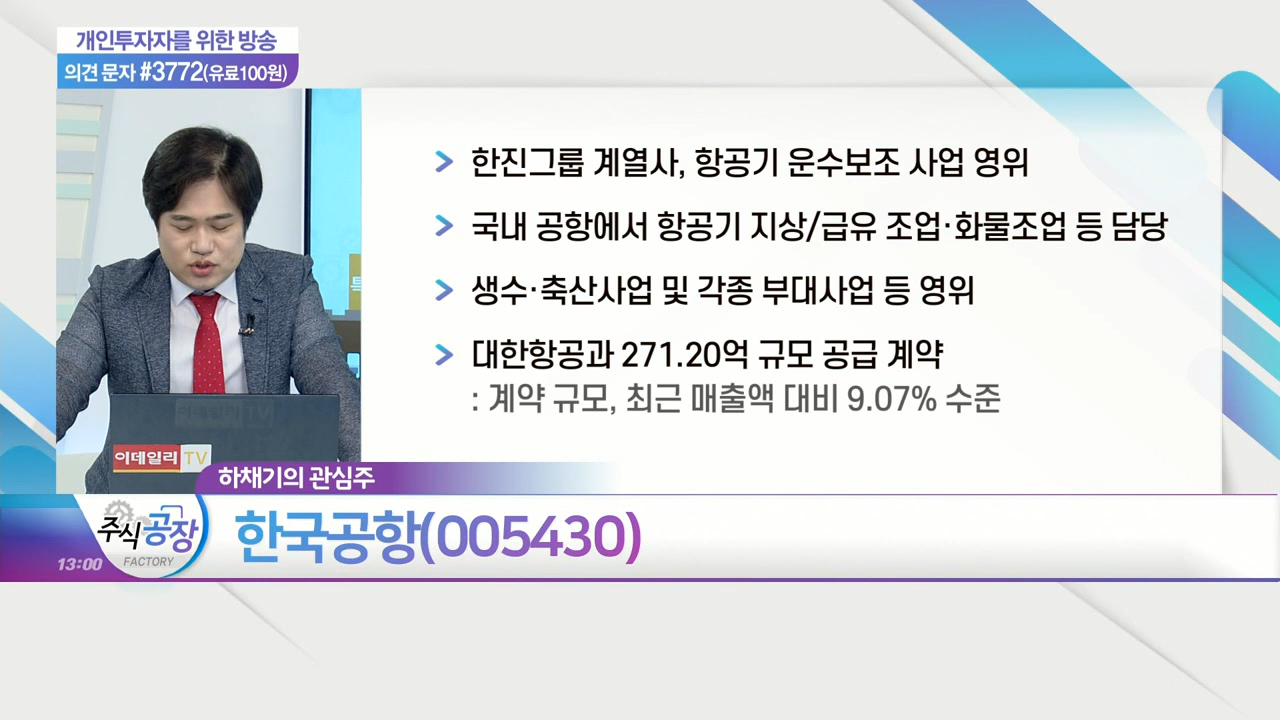 개인투자자를 위한 방송
의견 문자 #3772(유료100원)
> 한진그룹 계열사, 항공기 운수보조 사업 영위
> 국내 공항에서 항공기 지상/급유 조업·화물조업 등 담당
> 생수·축산사업 및 각종 부대사업 등 영위
> 대한항공과 271.20억 규모 공급 계약
: 계약 규모, 최근 매출액 대비 9.07% 수준
이데일리TV
이데일리 TV
하채기의 관심주
주식공장
FACTORY
13:00
한국공항(005430)